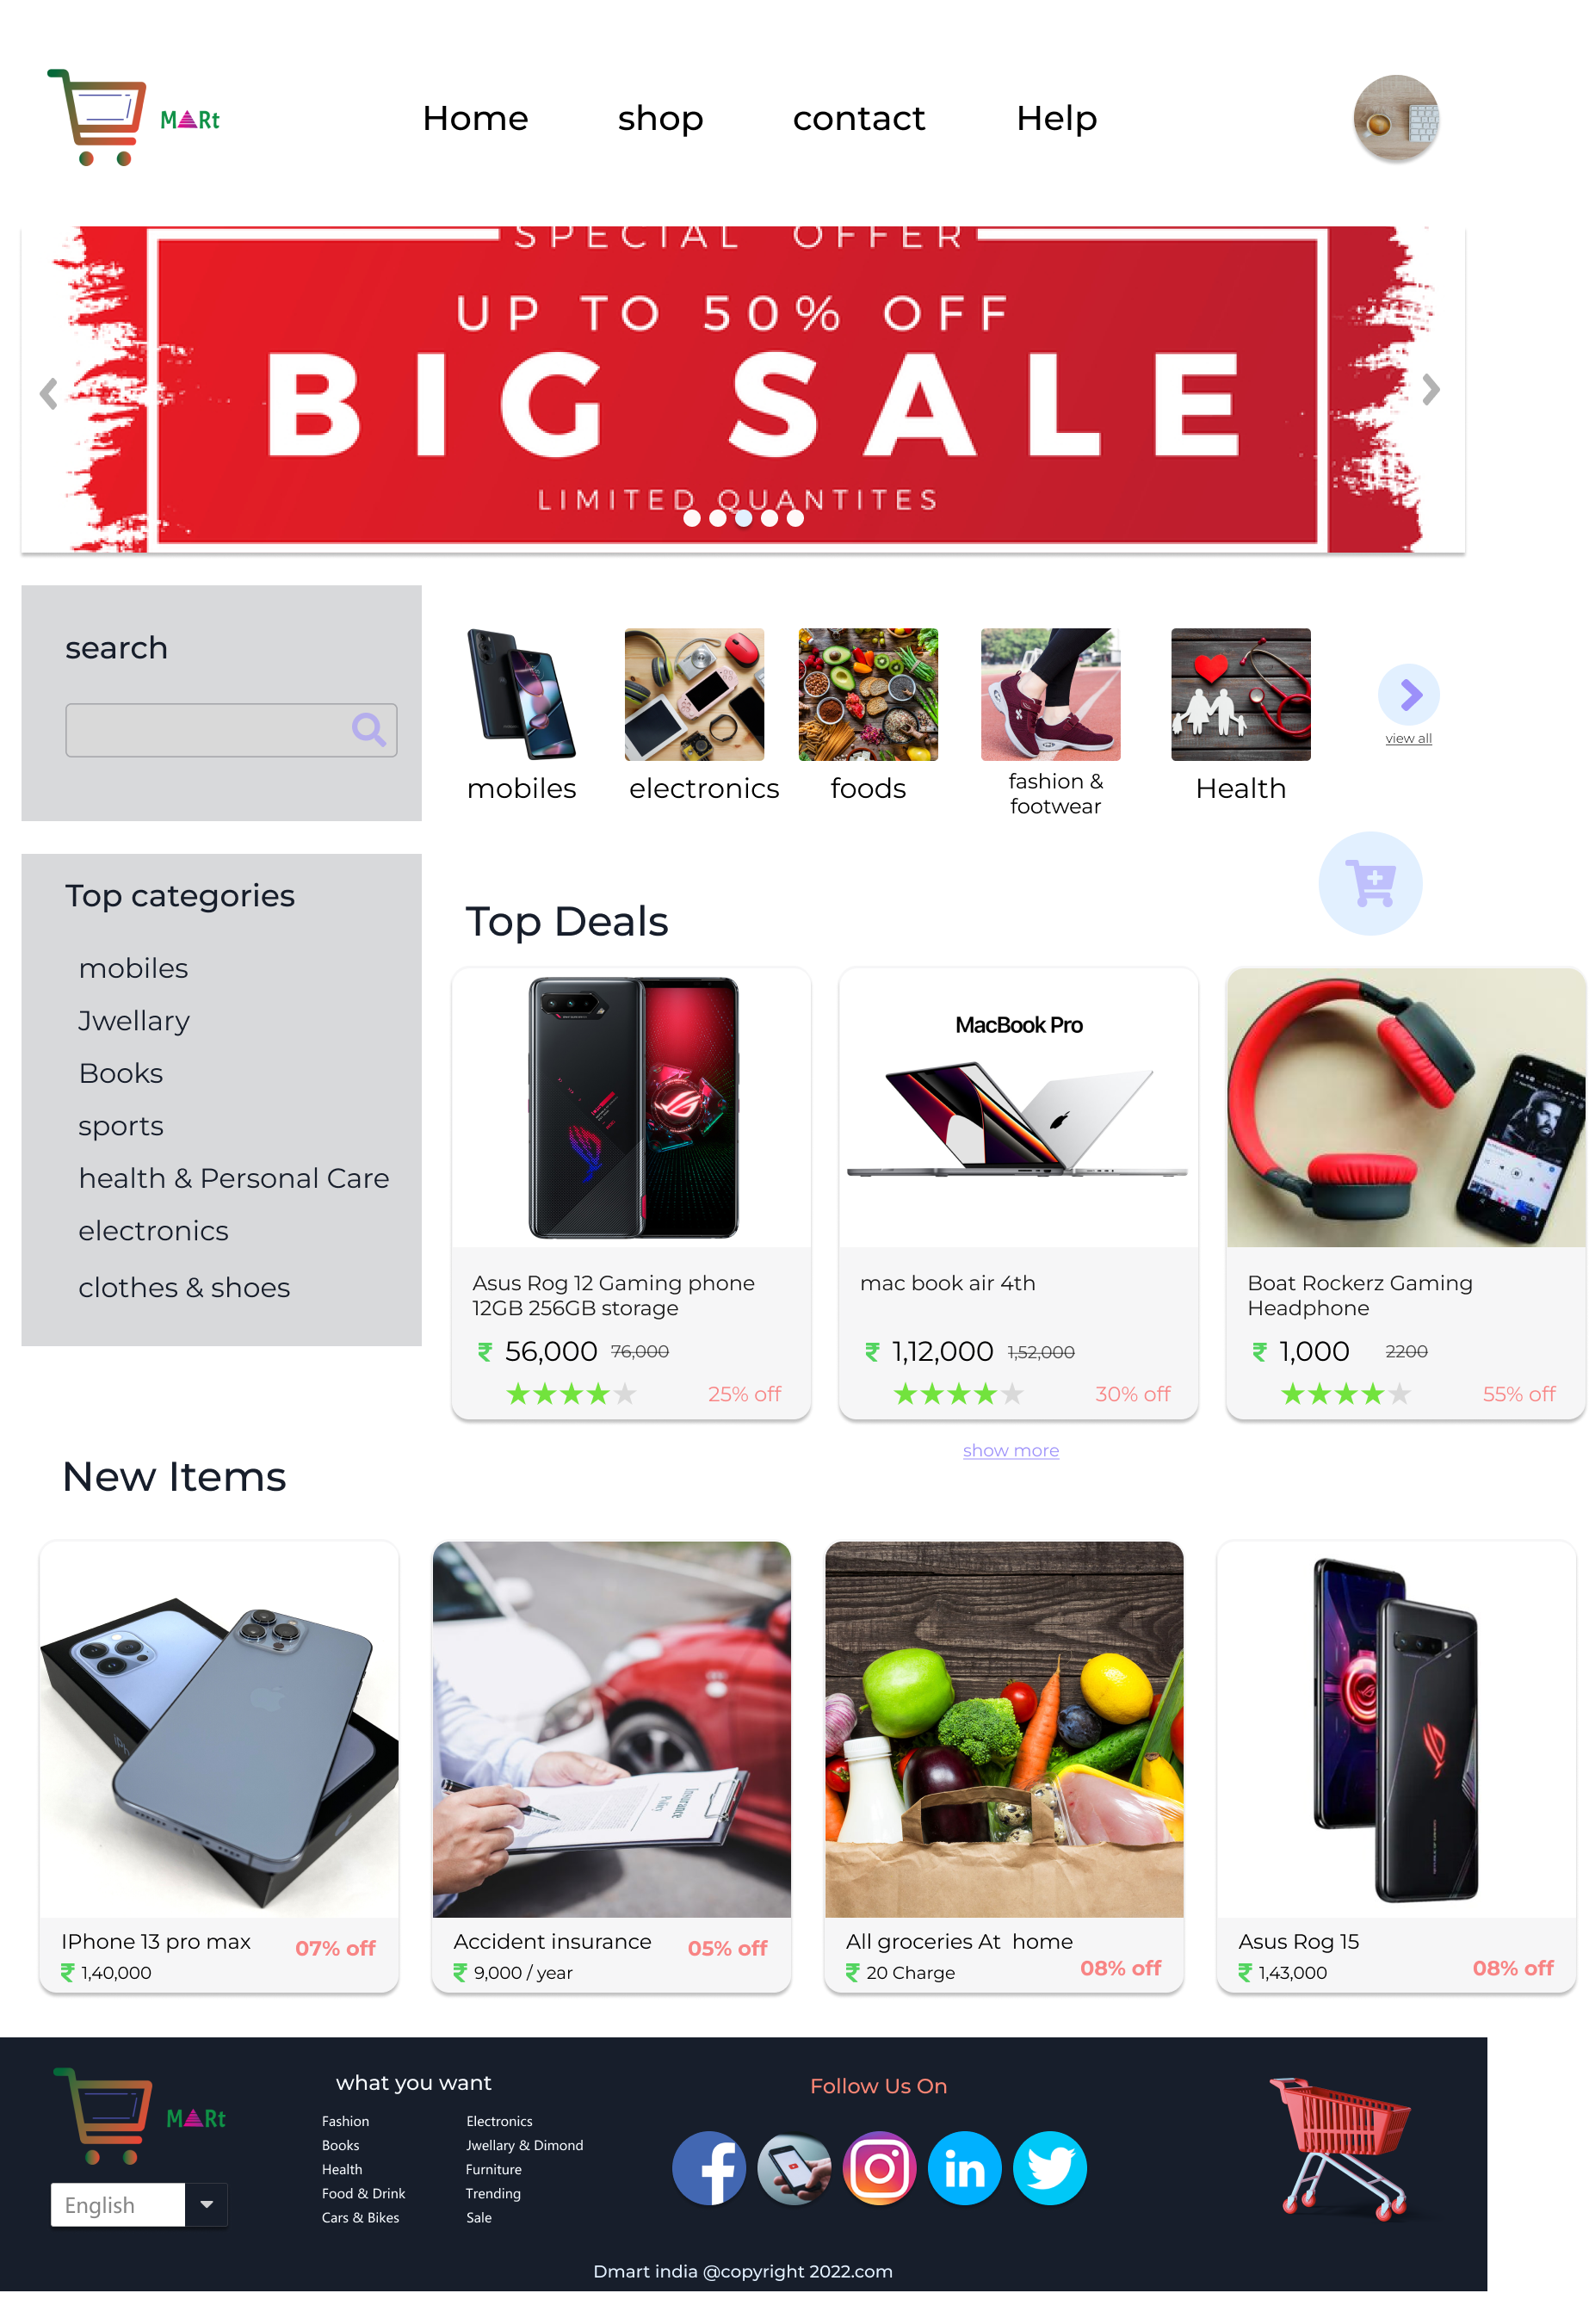 MARt
Home shop contact Help
SPECIAL OFFER
UP TO 50% OFF
BIG SALE
LIMITED QUANTITES
search
mobiles
electronics
foods
fashion &
footwear
Health
view all
Top categories
mobiles
Jwellary
Books
sports
health & Personal Care
electronics
clothes & shoes
Top Deals
MacBook Pro
Asus Rog 12 Gaming phone
12GB 256GB storage
₹ 56,000 76,000
25% off
mac book air 4th
₹ 1,12,000 1,52,000
30% off
Boat Rockerz Gaming
Headphone
₹ 1,000 2200
55% off
show more
New Items
Insurance
Policy
IPhone 13 pro max
07% off
₹ 1,40,000
Accident insurance
05% off
₹ 9,000 / year
All groceries At home
₹ 20 Charge
08% off
Asus Rog 15
₹ 1,43,000
08% off
MARt
English
what you want
Fashion
Books
Health
Food & Drink
Cars & Bikes
Electronics
Jwellary & Dimond
Furniture
Trending
Sale
Follow Us On
in
Dmart india @copyright 2022.com